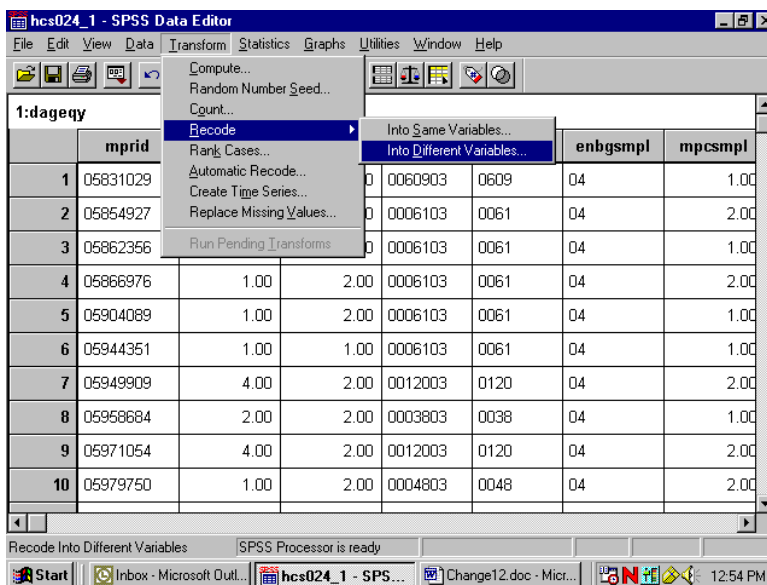 hcs024_1 - SPSS Data Editor
File Edit View Data Transform Statistics Graphs Utilities Window Help
1:dageqy
Compute...
Random Number Seed...
Count...
Recode
Rank Cases...
Automatic Recode...
Create Time Series...
Replace Missing Values...
Run Pending Transforms
Into Same Variables...
Into Different Variables...
mprid enbgsmpl mpcsmpl
1 05831029 0060903 0609 04 1.00
2 05854927 0006103 0061 04 2.00
3 05862356 0006103 0061 04 1.00
4 05866976 1.00 2.00 0006103 0061 04 2.00
5 05904089 1.00 2.00 0006103 0061 04 1.00
6 05944351 1.00 1.00 0006103 0061 04 1.00
7 05949909 4.00 2.00 0012003 0120 04 2.00
8 05958684 2.00 2.00 0003803 0038 04 1.00
9 05971054 4.00 2.00 0012003 0120 04 2.00
10 05979750 1.00 2.00 0004803 0048 04 2.00
Recode Into Different Variables SPSS Processor is ready
Start Inbox - Microsoft Outl... hcs024_1 - SPS... Change12.doc - Micr... 12:54 PM